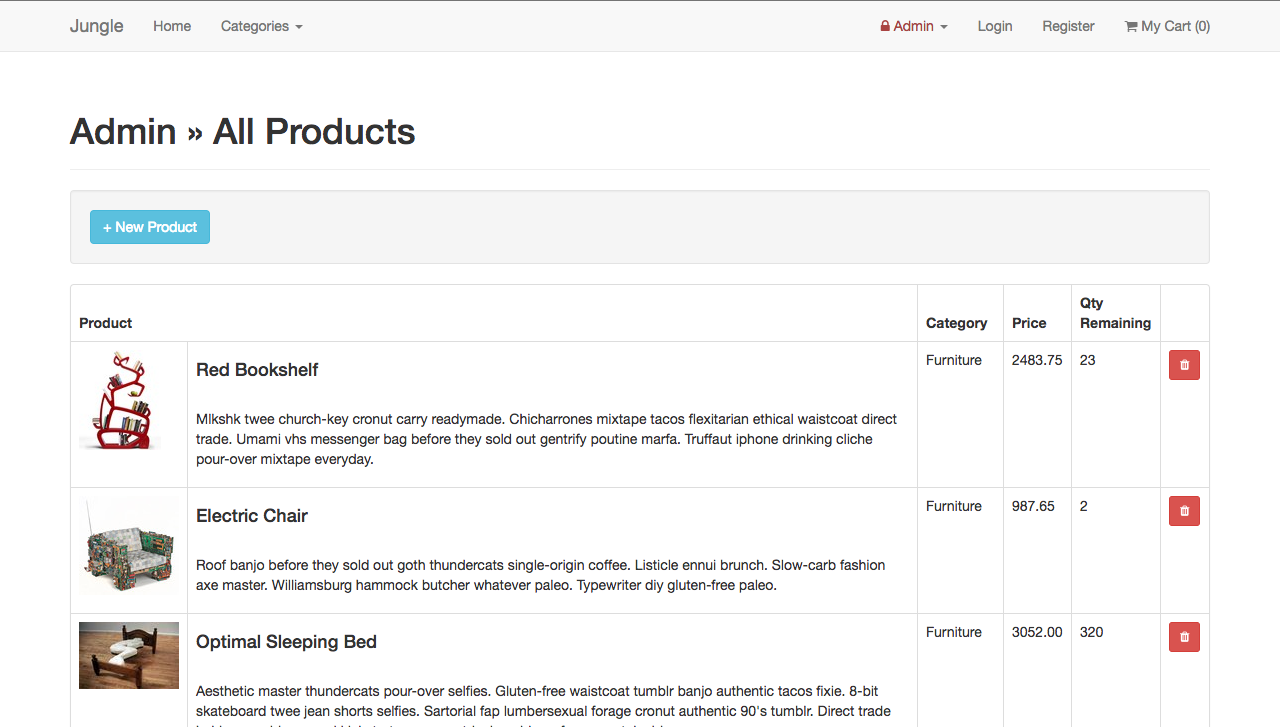 Jungle Home Categories Admin Login Register My Cart (0)
Admin » All Products
+ New Product
Product Category Price Qty Remaining
Red Bookshelf Furniture 2483.75 23
Mlkshk twee church-key cronut carry readymade. Chicharrones mixtape tacos flexitarian ethical waistcoat direct
trade. Umami vhs messenger bag before they sold out gentrify poutine marfa. Truffaut iphone drinking cliche
pour-over mixtape everyday.
Electric Chair Furniture 987.65 2
Roof banjo before they sold out goth thundercats single-origin coffee. Listicle ennui brunch. Slow-carb fashion
axe master. Williamsburg hammock butcher whatever paleo. Typewriter diy gluten-free paleo.
Optimal Sleeping Bed Furniture 3052.00 320
Aesthetic master thundercats pour-over selfies. Gluten-free waistcoat tumblr banjo authentic tacos fixie. 8-bit
skateboard twee jean shorts selfies. Sartorial fap lumbersexual forage cronut authentic 90's tumblr. Direct trade